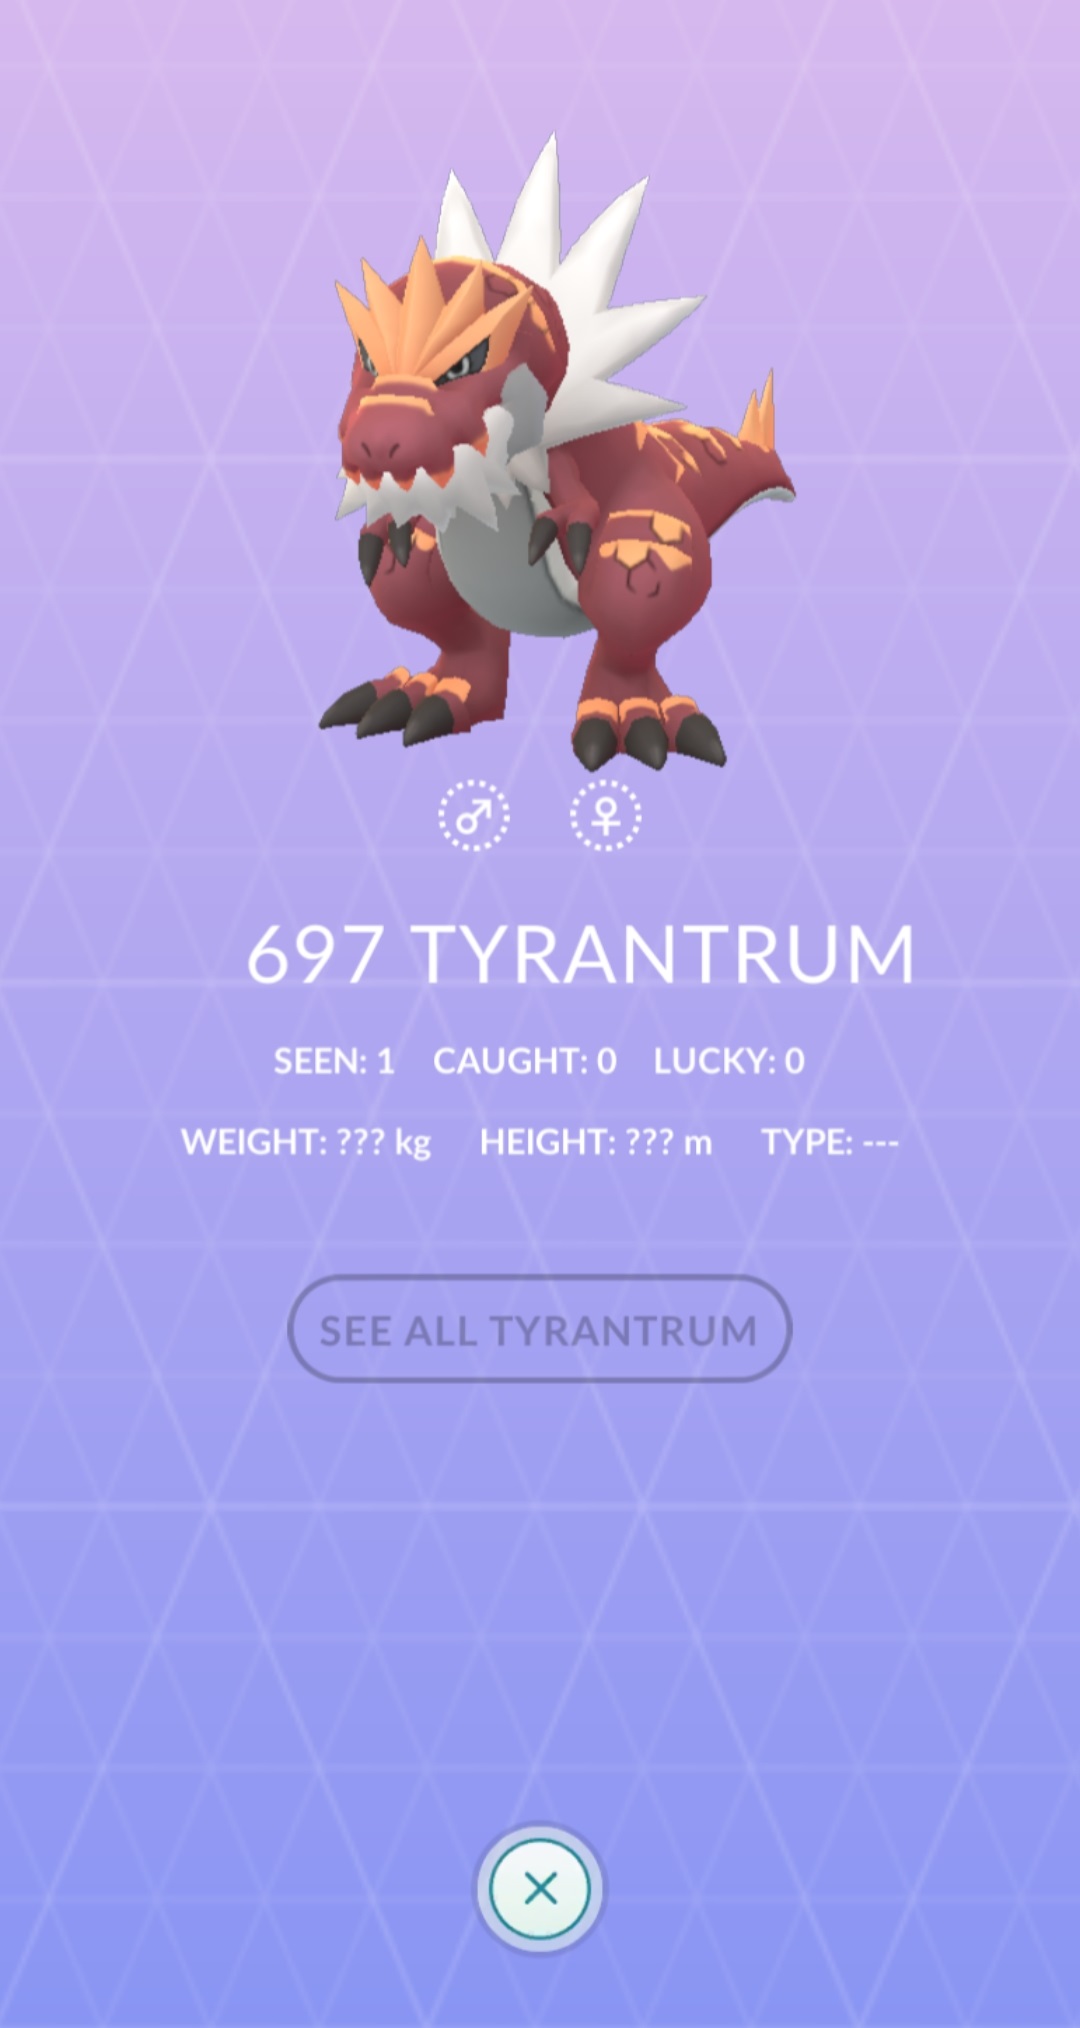 697 TYRANTRUM
SEEN: 1 CAUGHT: 0 LUCKY: 0
WEIGHT: ??? kg HEIGHT: ??? m TYPE: ---
SEE ALL TYRANTRUM